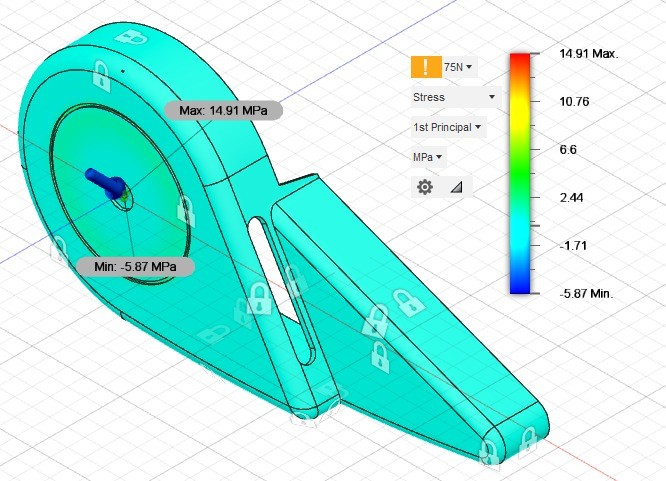 14.91 Max.
75N
Stress
10.76
Max: 14.91 MPa
1st Principal
6.6
MPa
2.44
-1.71
Min: -5.87 MPa
-5.87 Min.